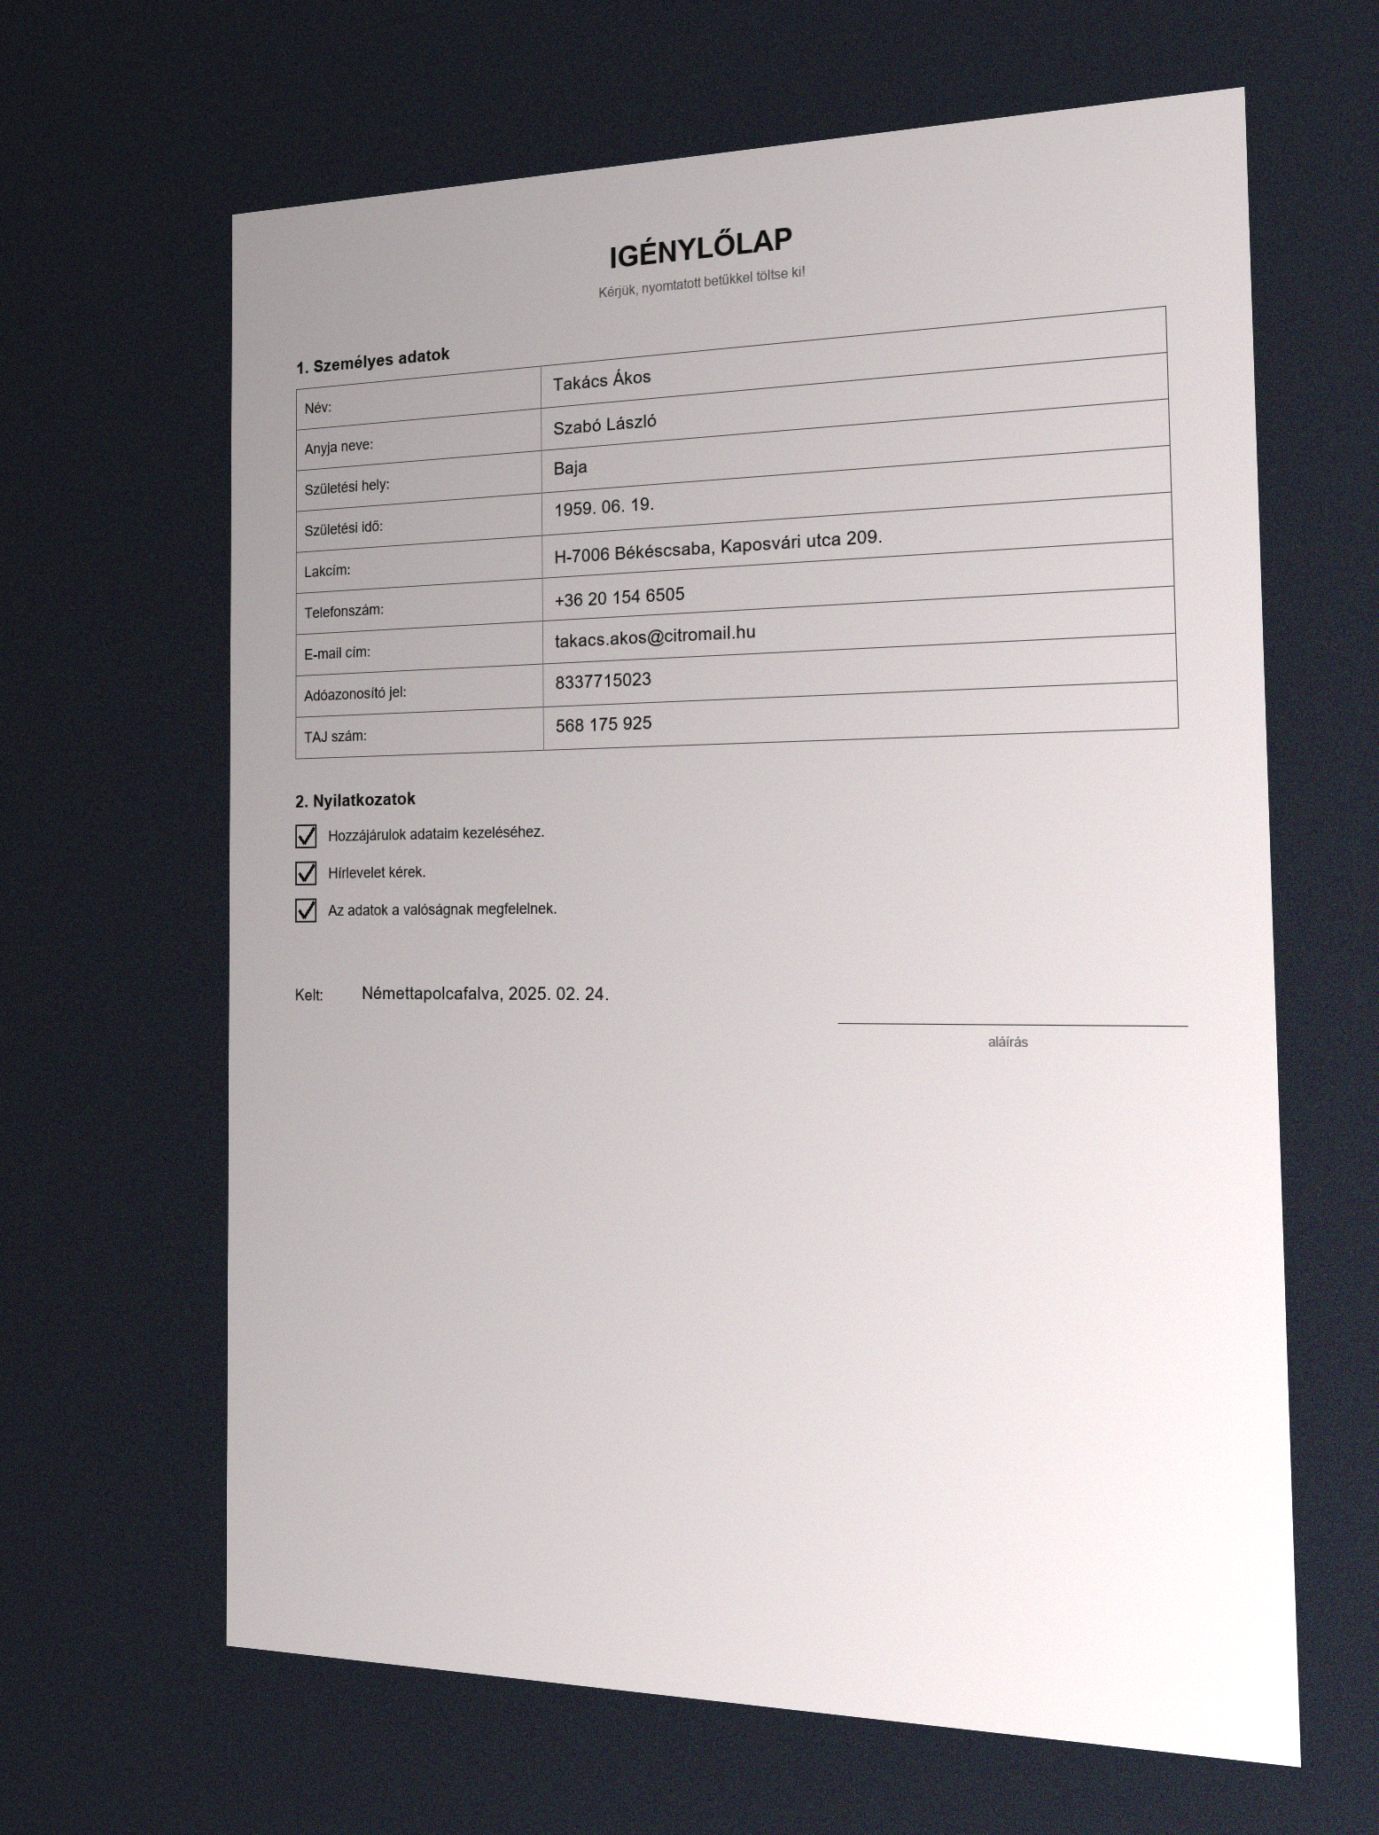 IGÉNYLŐLAP
Kérjük, nyomtatott betűkkel töltse ki!
1. Személyes adatok
Név: Takács Ákos
Anyja neve: Szabó László
Születési hely: Baja
Születési idő: 1959. 06. 19.
Lakcím: H-7006 Békéscsaba, Kaposvári utca 209.
Telefonszám: +36 20 154 6505
E-mail cím: takacs.akos@citromail.hu
Adóazonosító jel: 8337715023
TAJ szám: 568 175 925
2. Nyilatkozatok
Hozzájárulok adataim kezeléséhez.
Hírlevelet kérek.
Az adatok a valóságnak megfelelnek.
Kelt: Némettapolcafalva, 2025. 02. 24.
aláírás